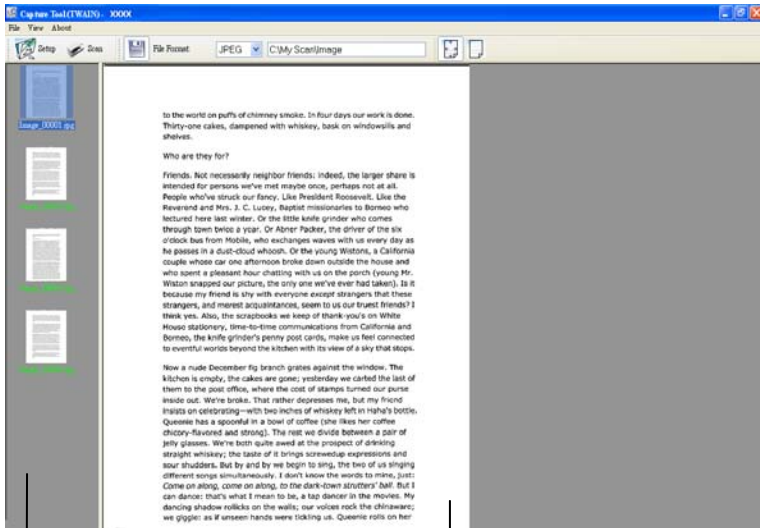 Capture Tool(TWAIN) - XXXX
File View About
Setup Scan File Format: JPEG C:\My Scan\Image
Image_00001.jpg
to the world on puffs of chimney smoke. In four days our work is done.
Thirty-one cakes, dampened with whiskey, bask on windowsills and
shelves.
Who are they for?
Friends. Not necessarily neighbor friends: indeed, the larger share is
intended for persons we've met maybe once, perhaps not at all.
People who've struck our fancy. Like President Roosevelt. Like the
Reverend and Mrs. J. C. Lucey, Baptist missionaries to Borneo who
lectured here last winter. Or the little knife grinder who comes
through town twice a year. Or Abner Packer, the driver of the six
o'clock bus from Mobile, who exchanges waves with us every day as
he passes in a dust-cloud whoosh. Or the young Wistons, a California
couple whose car one afternoon broke down outside the house and
who spent a pleasant hour chatting with us on the porch (young Mr.
Wiston snapped our picture, the only one we've ever had taken). Is it
because my friend is shy with everyone except strangers that these
strangers, and merest acquaintances, seem to us our truest friends? I
think yes. Also, the scrapbooks we keep of thank-you's on White
House stationery, time-to-time communications from California and
Borneo, the knife grinder's penny post cards, make us feel connected
to eventful worlds beyond the kitchen with its view of a sky that stops.
Now a nude December fig branch grates against the window. The
kitchen is empty, the cakes are gone; yesterday we carted the last of
them to the post office, where the cost of stamps turned our purse
inside out. We're broke. That rather depresses me, but my friend
insists on celebrating—with two inches of whiskey left in Haha's bottle.
Queenie has a spoonful in a bowl of coffee (she likes her coffee
chicory-flavored and strong). The rest we divide between a pair of
jelly glasses. We're both quite awed at the prospect of drinking
straight whiskey; the taste of it brings screwedup expressions and
sour shudders. But by and by we begin to sing, the two of us singing
different songs simultaneously. I don't know the words to mine, just:
Come on along, come on along, to the dark-town strutters' ball. But I
can dance: that's what I mean to be, a tap dancer in the movies. My
dancing shadow rollicks on the walls; our voices rock the chinaware;
we giggle: as if unseen hands were tickling us. Queenie rolls on her